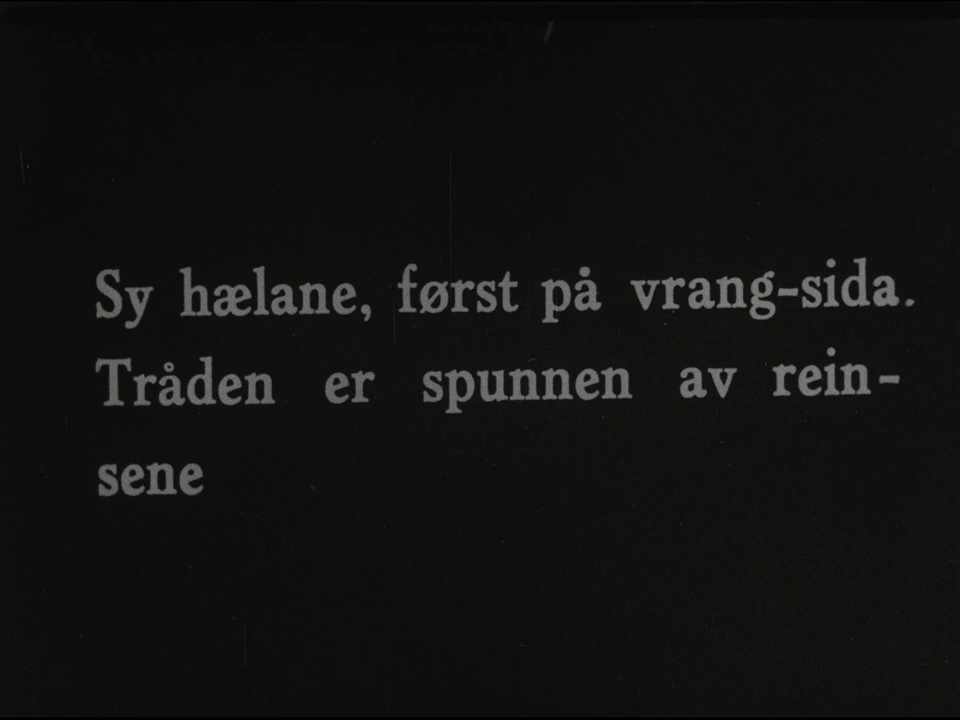 Sy hælane, først på vrang-sida.
Tråden er spunnen av rein-
sene